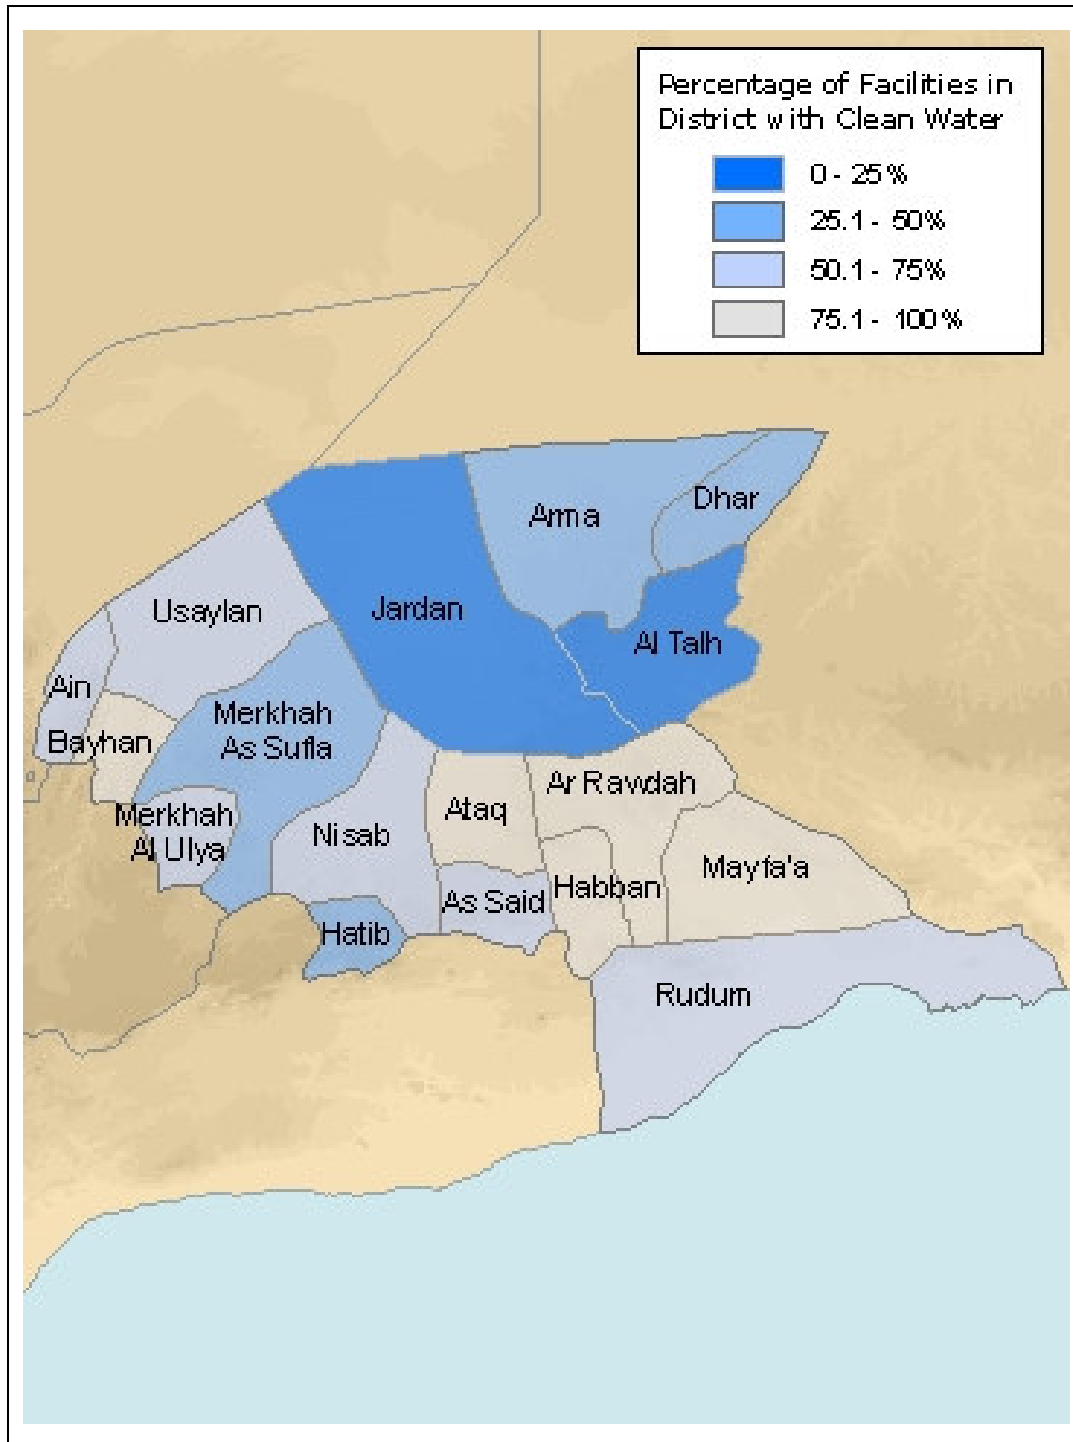 Percentage of Facilities in
District with Clean Water
0 - 25%
25.1 - 50%
50.1 - 75%
75.1 - 100%
Arma
Dhar
Usaylan
Jardan
Al Talh
Ain
Merkhah
As Sufla
Bayhan
Ar Rawdah
Ataq
Merkhah
Al Ulya
Nisab
Mayfa'a
Habban
As Said
Hatib
Rudum